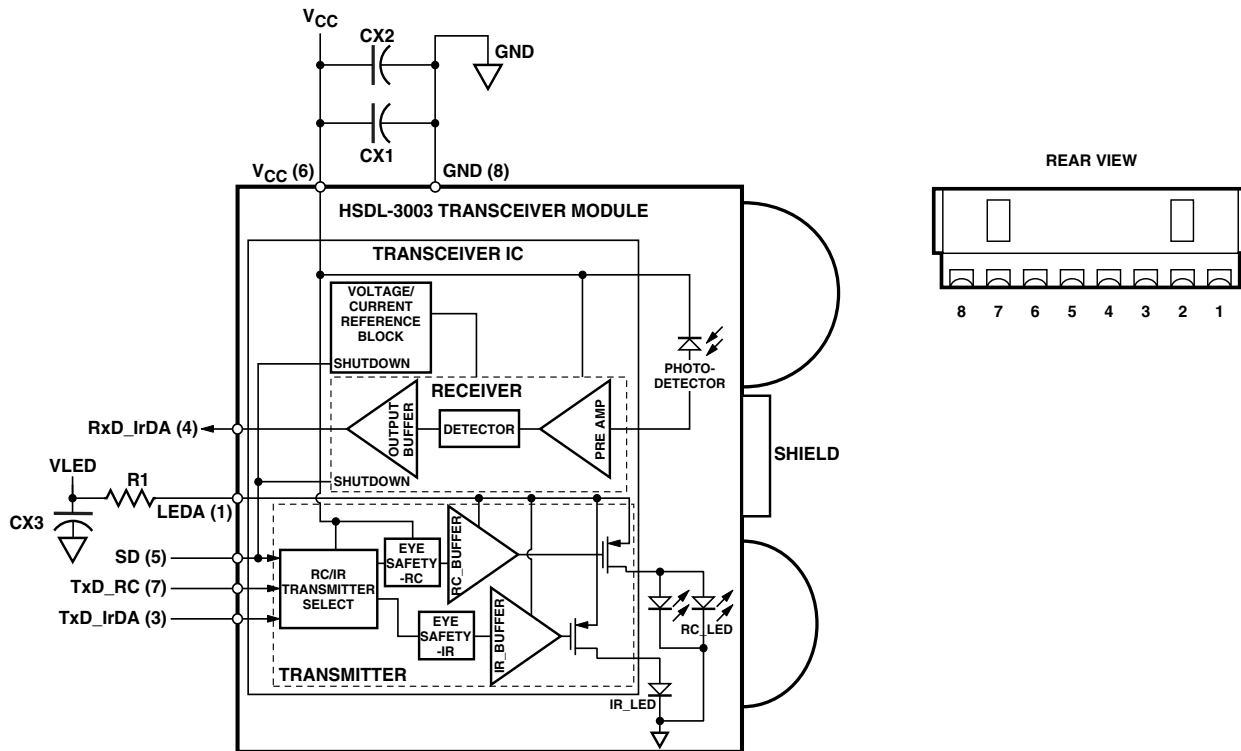 VCC
CX2
GND
CX1
VCC (6)
GND (8)
REAR VIEW
HSDL-3003 TRANSCEIVER MODULE
TRANSCEIVER IC
VOLTAGE/
CURRENT
REFERENCE
BLOCK
SHUTDOWN
PHOTO-
DETECTOR
8 7 6 5 4 3 2 1
RECEIVER
RxD_IrDA (4)
OUTPUT
BUFFER
DETECTOR
PRE AMP
SHIELD
VLED
R1
SHUTDOWN
CX3
LEDA (1)
SD (5)
TxD_RC (7)
TxD_IrDA (3)
RC/IR
TRANSMITTER
SELECT
EYE
SAFETY
-RC
RC_BUFFER
RC_LED
EYE
SAFETY
-IR
IR_BUFFER
TRANSMITTER
IR_LED